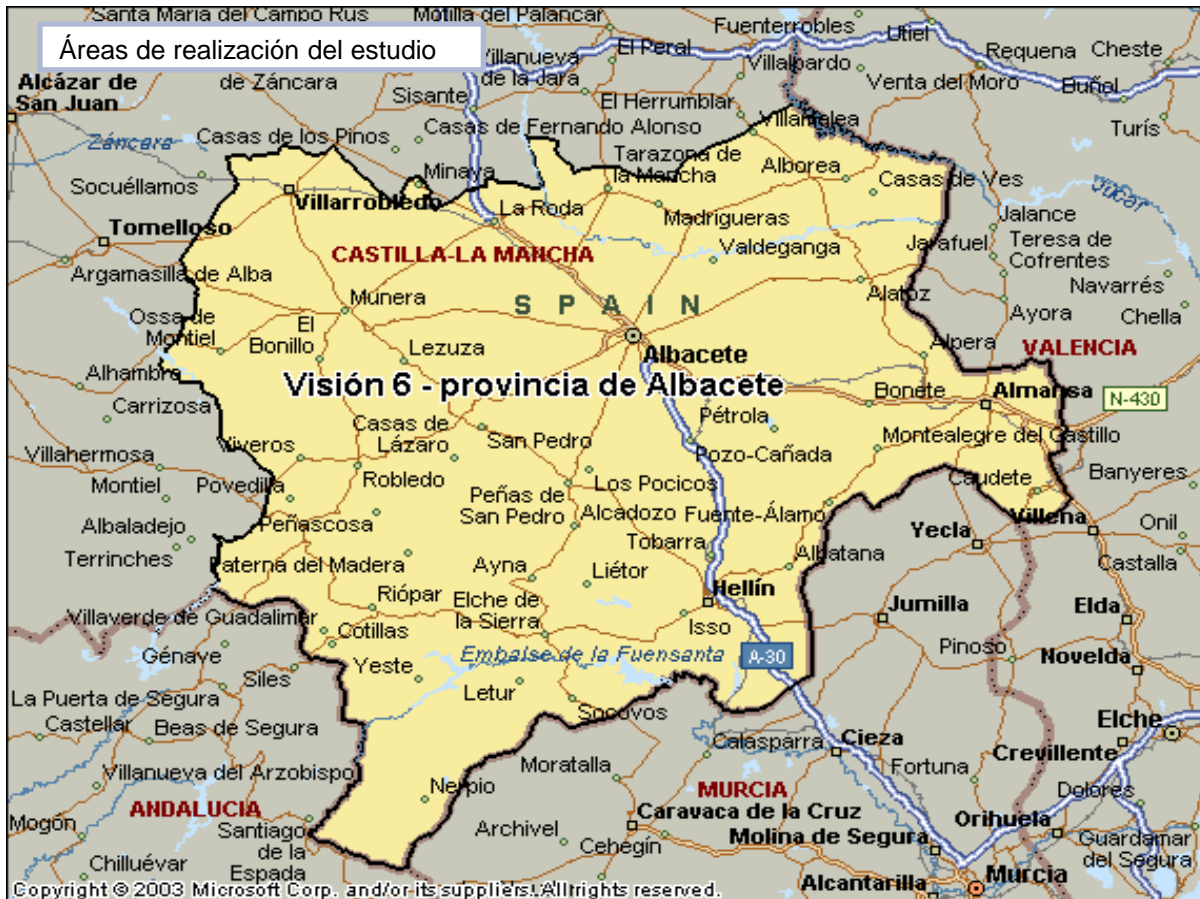 Santa Maria del Campo Rus
Motilla del Palancar
Fuenterrobles
Utiel
Áreas de realización del estudio
Villanueva
de la Jara
El Peral
Villalpardo
Requena
Cheste
Alcázar de
San Juan
de Záncara
Sisante
El Herrumblar
Venta del Moro
Buñol
Záncara
Casas de los Pinos
Casas de Fernando Alonso
Villamalea
Turís
Socuéllamos
Minaya
Tarazona de
la Mancha
Alborea
Casas de Ves
Júcar
Villarrobledo
La Roda
Madrigueras
Jalance
Tomelloso
CASTILLA-LA MANCHA
Valdeganga
Jarafuel
Teresa de
Cofrentes
Argamasilla de Alba
Munera
SPAIN
Alatoz
Navarrés
Ossa de
Montiel
El
Bonillo
Lezuza
Albacete
Alpera
Ayora
Chella
VALENCIA
Alhambra
Visión 6 - provincia de Albacete
Bonete
Almansa
N-430
Carrizosa
Casas de
Lázaro
San Pedro
Pétrola
Montealegre del Castillo
Viveros
Pozo-Cañada
Villahermosa
Robledo
Los Pocicos
Caudete
Banyeres
Montiel
Povedilla
Peñas de
San Pedro
Alcadozo
Fuente-Álamo
Villena
Onil
Albaladejo
Peñascosa
Tobarra
Yecla
Terrinches
Paterna del Madera
Ayna
Liétor
Albatana
Castalla
Riópar
Elche de
la Sierra
Hellín
Jumilla
Elda
Villaverde de Guadalimar
Cotillas
Isso
Génave
Yeste
Embalse de la Fuensanta
A-30
Pinoso
Novelda
Siles
Letur
La Puerta de Segura
Socovos
Castellar
Beas de Segura
Calasparra
Cieza
Elche
Crevillente
Villanueva del Arzobispo
Nerpio
Moratalla
Fortuna
ANDALUCIA
MURCIA
Dolores
Mogón
Santiago
de la
Espada
Archivel
Caravaca de la Cruz
Orihuela
Cehegín
Molina de Segura
Guardamar
del Segura
Chilluévar
Murcia
Alcantarilla
Copyright © 2003 Microsoft Corp. and/or its suppliers. All rights reserved.